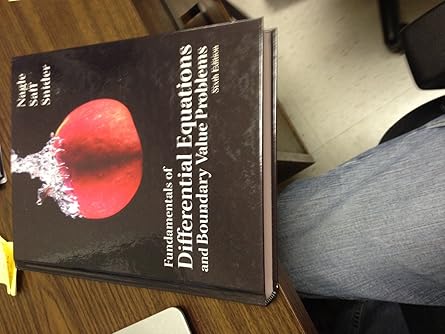 Nagle
Saff
Snider
Fundamentals of
Differential Equations
and Boundary Value Problems
Sixth Edition